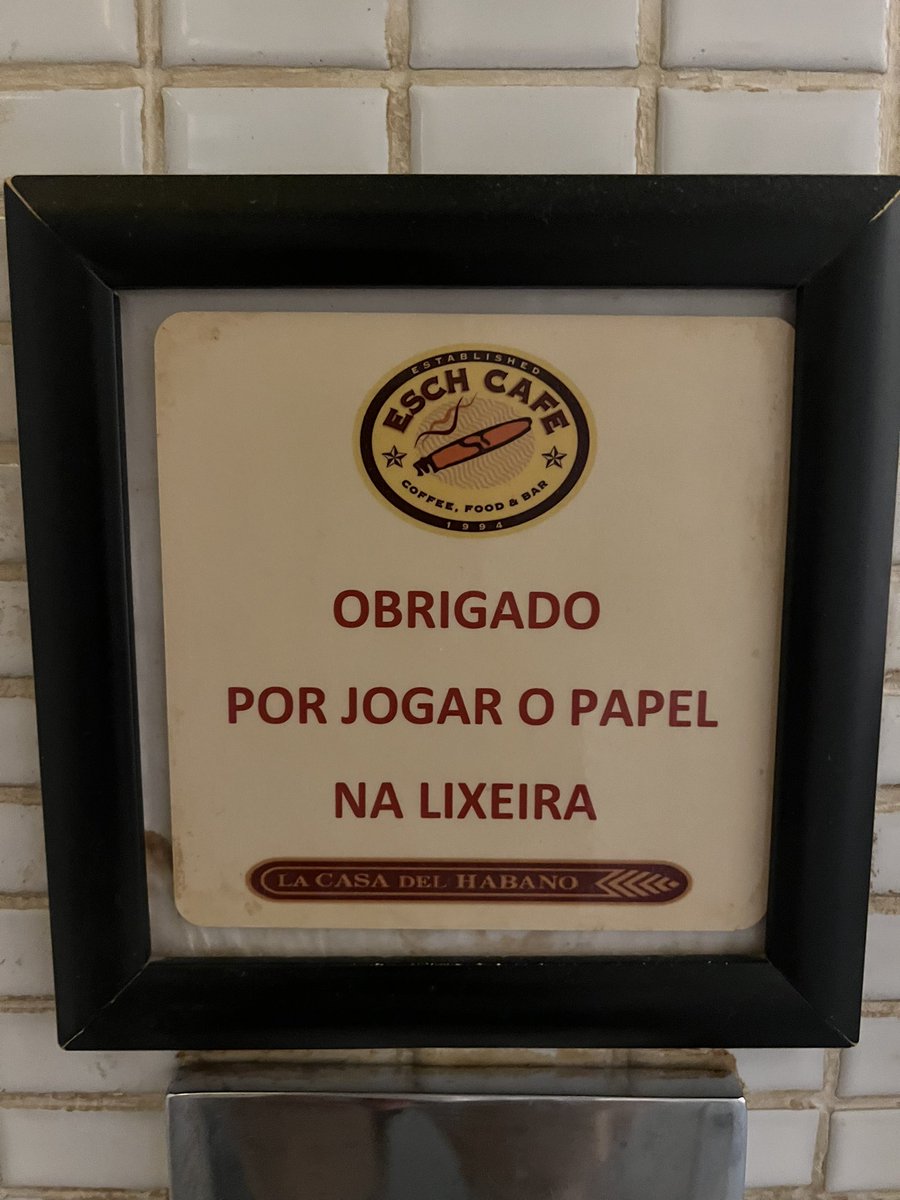 ESTABLISHED
ESCH CAFE
COFFEE, FOOD & BAR
1994
OBRIGADO
POR JOGAR O PAPEL
NA LIXEIRA
LA CASA DEL HABANO